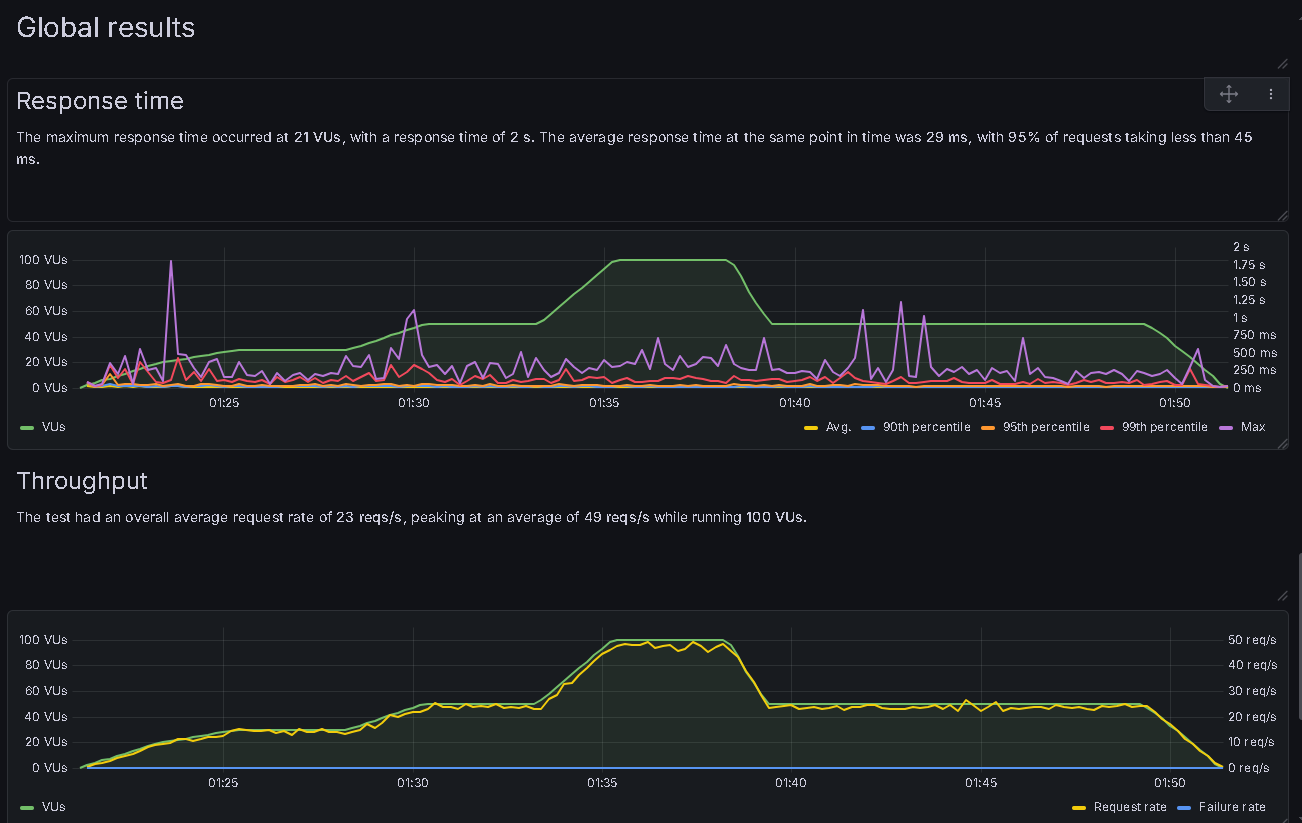 Global results
Response time
The maximum response time occurred at 21 VUs, with a response time of 2 s. The average response time at the same point in time was 29 ms, with 95% of requests taking less than 45
ms.
2 s
100 VUs
1.75 s
80 VUs
1.50 s
60 VUs
1.25 s
1 s
40 VUs
750 ms
20 VUs
500 ms
250 ms
0 VUs
0 ms
01:25 01:30 01:35 01:40 01:45 01:50
VUs Avg. 90th percentile 95th percentile 99th percentile Max
Throughput
The test had an overall average request rate of 23 reqs/s, peaking at an average of 49 reqs/s while running 100 VUs.
100 VUs 50 req/s
80 VUs 40 req/s
60 VUs 30 req/s
40 VUs 20 req/s
20 VUs 10 req/s
0 VUs 0 req/s
01:25 01:30 01:35 01:40 01:45 01:50
VUs Request rate Failure rate